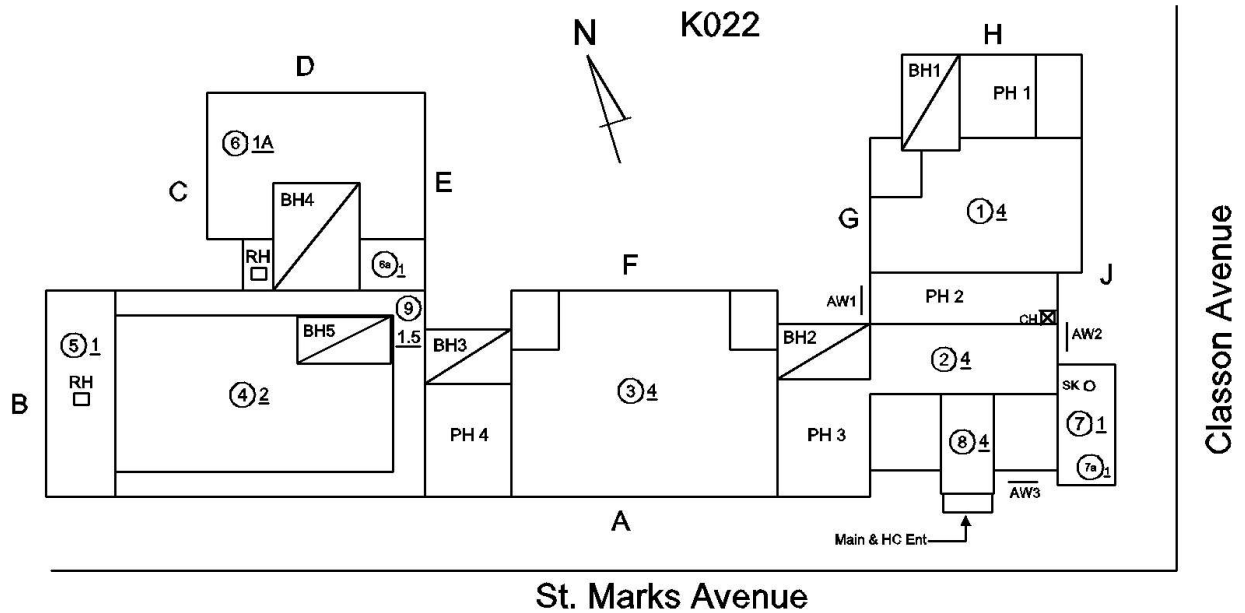 K022
N
H
D
BH1
PH 1
6 1A
C
BH4
E
G
1 4
RH
6a 1
F
J
AW1
PH 2
9
CH
1.5
BH5
BH3
BH2
AW2
5 1
2 4
RH
4 2
3 4
SK
B
7 1
PH 4
PH 3
8 4
7a 1
AW3
A
Main & HC Ent
St. Marks Avenue
Classon Avenue